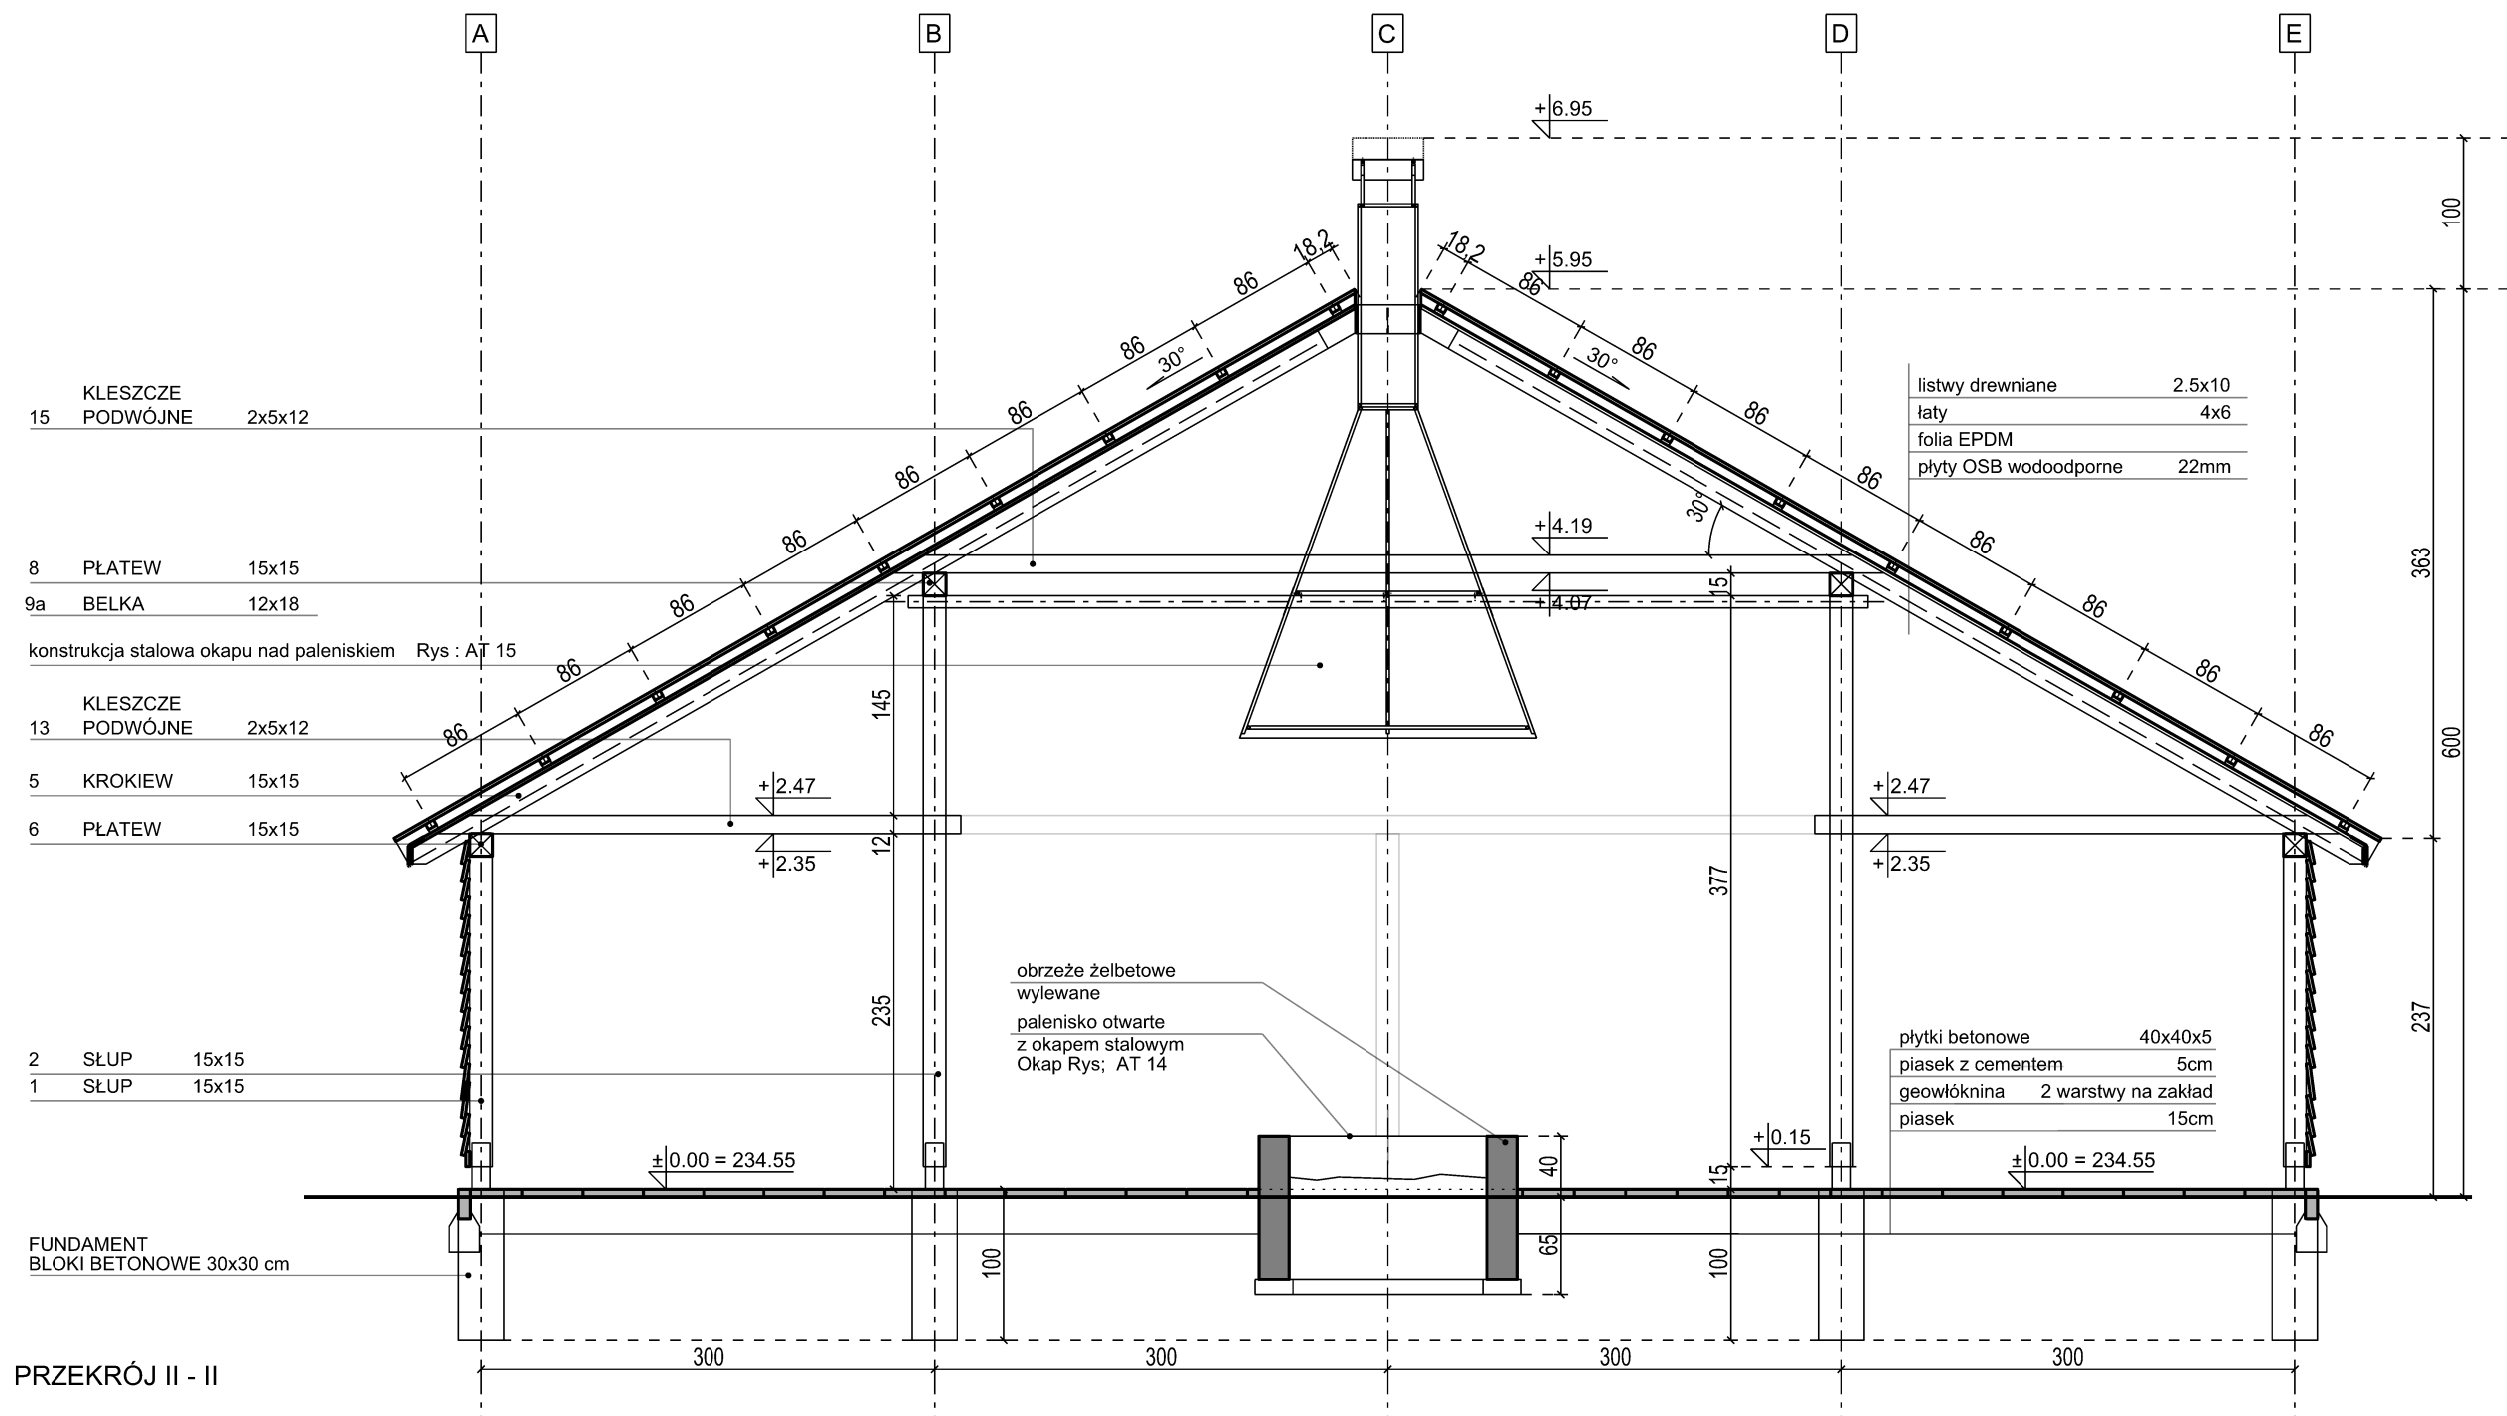 A
B
C
D
E
+6.95
100
18,2
18,2
+5.95
86
86
86
86
30°
30°
86
86
86
86
86
86
86
86
86
86
86
86
86
86
30°
KLESZCZE
15 PODWÓJNE 2x5x12
listwy drewniane 2.5x10
łaty 4x6
folia EPDM
płyty OSB wodoodporne 22mm
+4.19
+4.07
15
363
600
8 PŁATEW 15x15
9a BELKA 12x18
konstrukcja stalowa okapu nad paleniskiem Rys : AT 15
KLESZCZE
13 PODWÓJNE 2x5x12
5 KROKIEW 15x15
6 PŁATEW 15x15
145
+2.47
+2.47
12
+2.35
+2.35
377
235
237
obrzeże żelbetowe
wylewane
palenisko otwarte
z okapem stalowym
Okap Rys; AT 14
płytki betonowe 40x40x5
piasek z cementem 5cm
geowłóknina 2 warstwy na zakład
piasek 15cm
2 SŁUP 15x15
1 SŁUP 15x15
±0.00 = 234.55
40
+0.15
15
±0.00 = 234.55
FUNDAMENT
BLOKI BETONOWE 30x30 cm
100
65
100
300
300
300
300
PRZEKRÓJ II - II